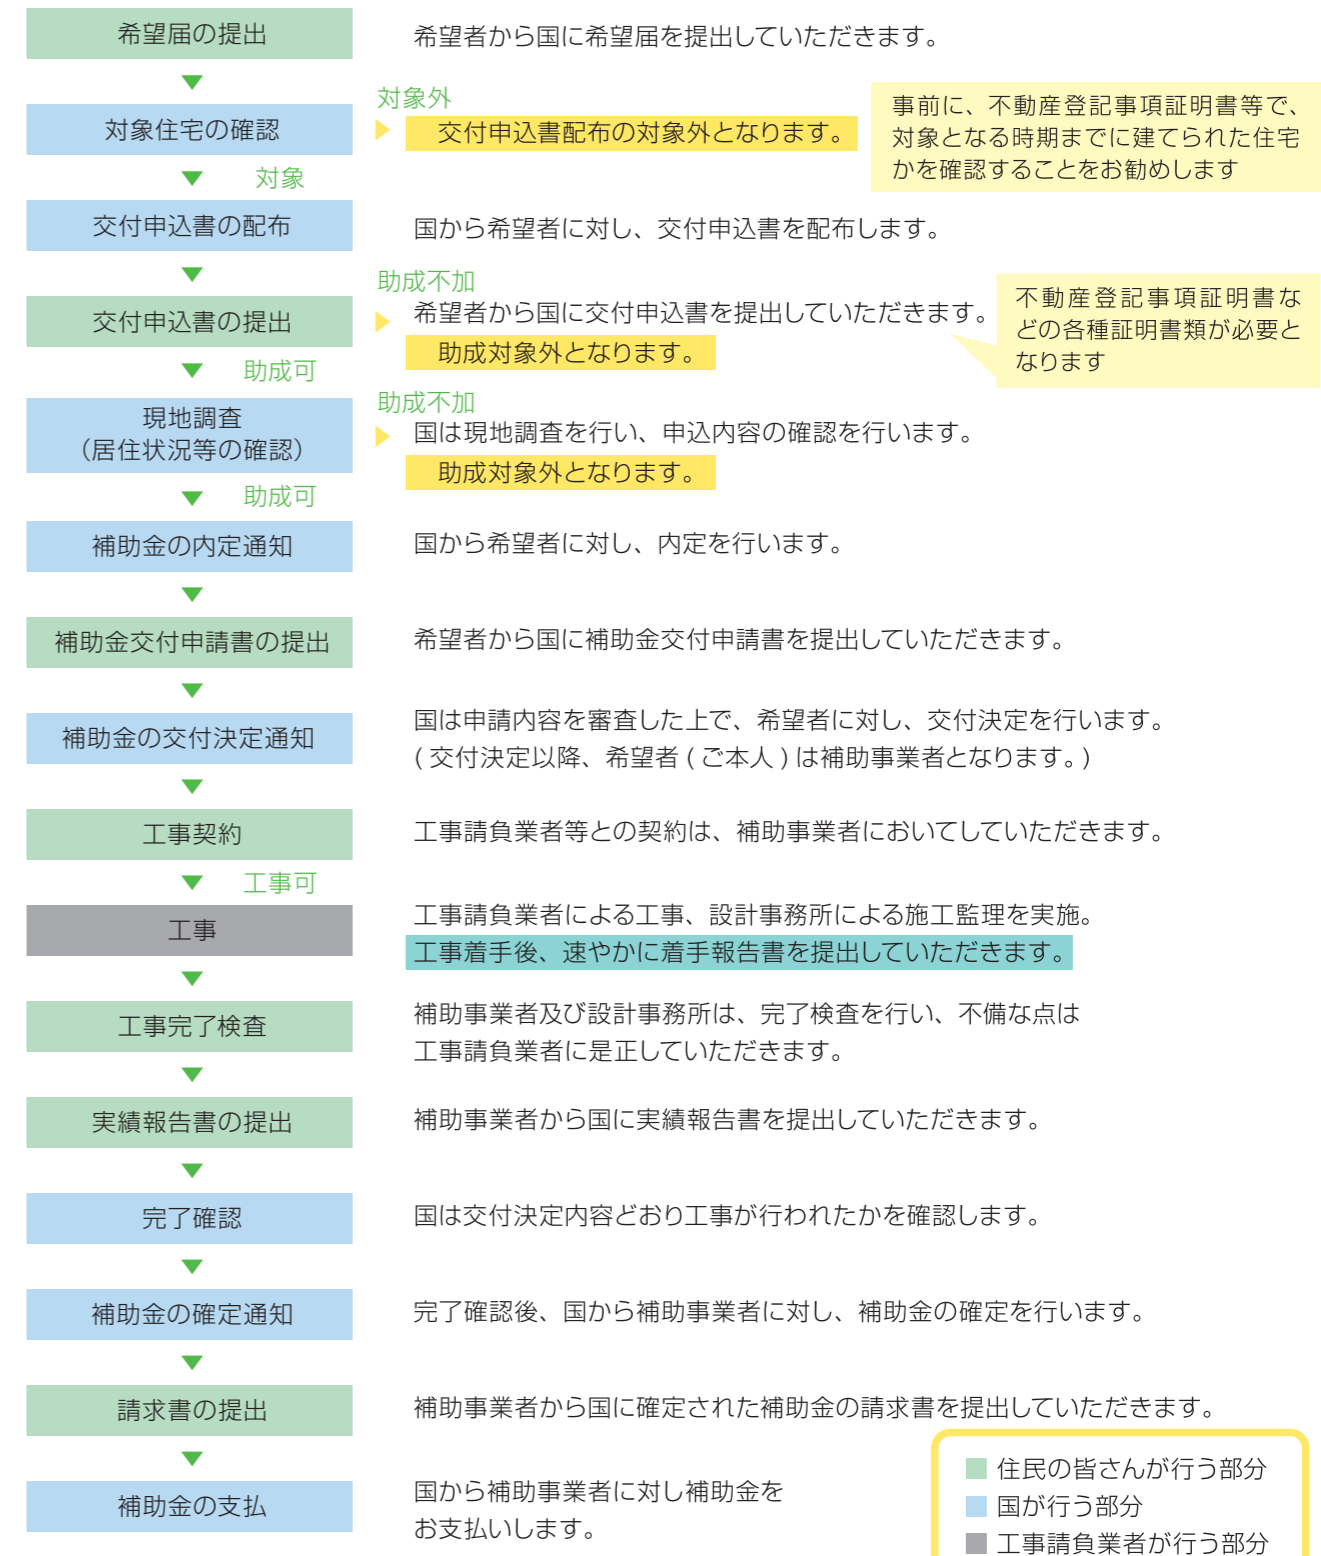 希望届の提出
希望者から国に希望届を提出していただきます。
対象住宅の確認
対象外
交付申込書配布の対象外となります。
事前に、不動産登記事項証明書等で、
対象となる時期までに建てられた住宅
かを確認することをお勧めします
対象
交付申込書の配布
国から希望者に対し、交付申込書を配布します。
交付申込書の提出
助成不加
希望者から国に交付申込書を提出していただきます。
助成対象外となります。
不動産登記事項証明書な
どの各種証明書類が必要と
なります
助成可
現地調査
（居住状況等の確認）
助成不加
国は現地調査を行い、申込内容の確認を行います。
助成対象外となります。
助成可
補助金の内定通知
国から希望者に対し、内定を行います。
補助金交付申請書の提出
希望者から国に補助金交付申請書を提出していただきます。
補助金の交付決定通知
国は申請内容を審査した上で、希望者に対し、交付決定を行います。
( 交付決定以降、希望者 ( ご本人 ) は補助事業者となります。)
工事契約
工事請負業者等との契約は、補助事業者においてしていただきます。
工事可
工事
工事請負業者による工事、設計事務所による施工監理を実施。
工事着手後、速やかに着手報告書を提出していただきます。
工事完了検査
補助事業者及び設計事務所は、完了検査を行い、不備な点は
工事請負業者に是正していただきます。
実績報告書の提出
補助事業者から国に実績報告書を提出していただきます。
完了確認
国は交付決定内容どおり工事が行われたかを確認します。
補助金の確定通知
完了確認後、国から補助事業者に対し、補助金の確定を行います。
請求書の提出
補助事業者から国に確定された補助金の請求書を提出していただきます。
補助金の支払
国から補助事業者に対し補助金を
お支払いします。
住民の皆さんが行う部分
国が行う部分
工事請負業者が行う部分